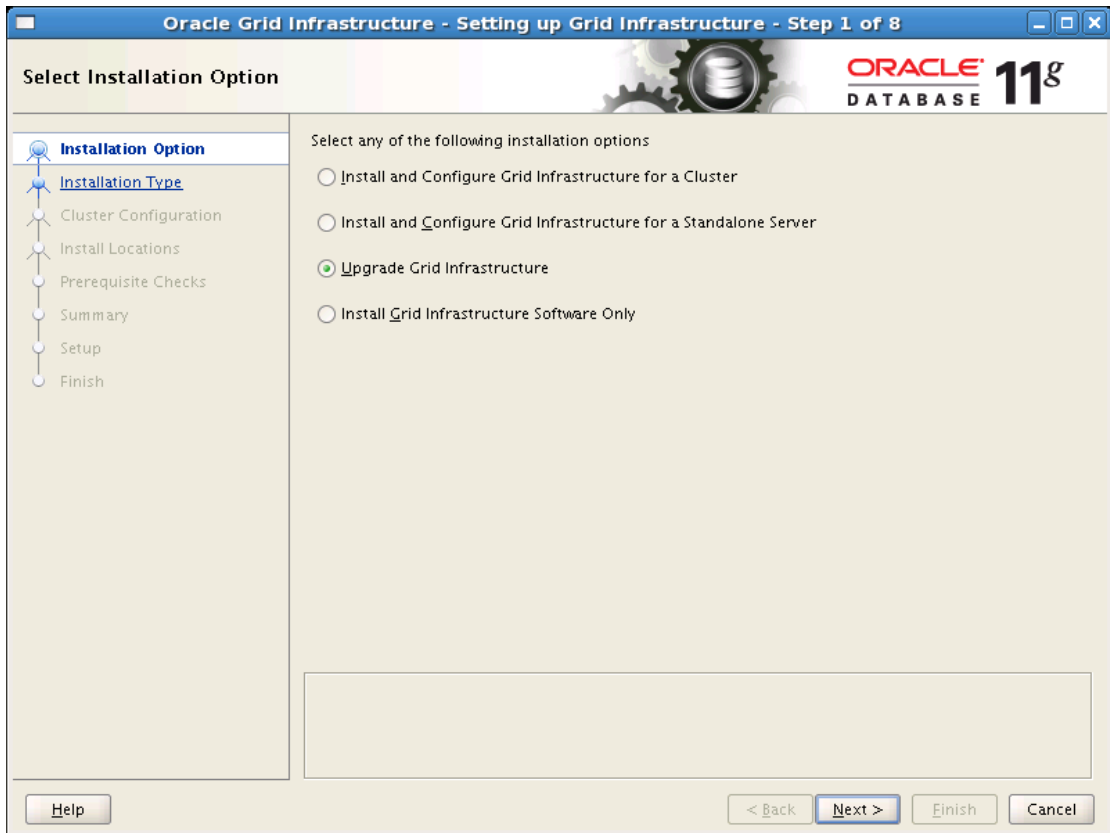 Oracle Grid Infrastructure - Setting up Grid Infrastructure - Step 1 of 8
Select Installation Option
ORACLE
DATABASE
11g
Installation Option
Installation Type
Cluster Configuration
Install Locations
Prerequisite Checks
Summary
Setup
Finish
Select any of the following installation options
Install and Configure Grid Infrastructure for a Cluster
Install and Configure Grid Infrastructure for a Standalone Server
Upgrade Grid Infrastructure
Install Grid Infrastructure Software Only
Help
< Back
Next >
Finish
Cancel